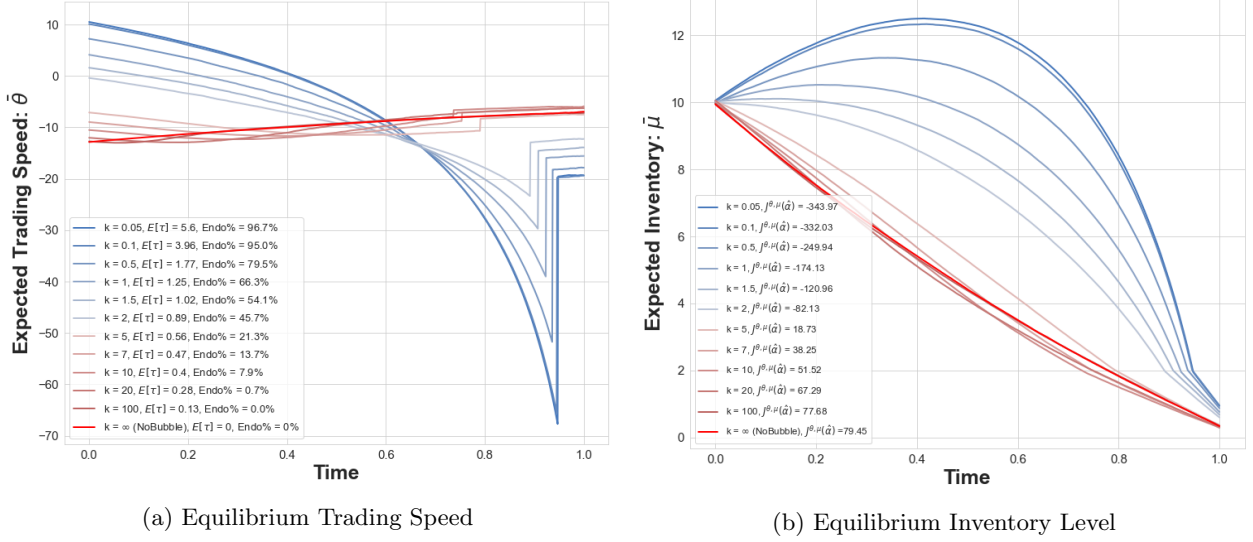 10
0
−10
−20
−30
−40
−50
−60
−70
Expected Trading Speed: θ̄
k = 0.05, E[τ] = 5.6, Endo% = 96.7%
k = 0.1, E[τ] = 3.96, Endo% = 95.0%
k = 0.5, E[τ] = 1.77, Endo% = 79.5%
k = 1, E[τ] = 1.25, Endo% = 66.3%
k = 1.5, E[τ] = 1.02, Endo% = 54.1%
k = 2, E[τ] = 0.89, Endo% = 45.7%
k = 5, E[τ] = 0.56, Endo% = 21.3%
k = 7, E[τ] = 0.47, Endo% = 13.7%
k = 10, E[τ] = 0.4, Endo% = 7.9%
k = 20, E[τ] = 0.28, Endo% = 0.7%
k = 100, E[τ] = 0.13, Endo% = 0.0%
k = ∞ (NoBubble), E[τ] = 0, Endo% = 0%
0.0 0.2 0.4 0.6 0.8 1.0
Time
(a) Equilibrium Trading Speed
12
10
8
6
4
2
0
Expected Inventory: μ̄
k = 0.05, J^{θ,μ}(α̂) = -343.97
k = 0.1, J^{θ,μ}(α̂) = -332.03
k = 0.5, J^{θ,μ}(α̂) = -249.94
k = 1, J^{θ,μ}(α̂) = -174.13
k = 1.5, J^{θ,μ}(α̂) = -120.96
k = 2, J^{θ,μ}(α̂) = -82.13
k = 5, J^{θ,μ}(α̂) = 18.73
k = 7, J^{θ,μ}(α̂) = 38.25
k = 10, J^{θ,μ}(α̂) = 51.52
k = 20, J^{θ,μ}(α̂) = 67.29
k = 100, J^{θ,μ}(α̂) = 77.68
k = ∞ (NoBubble), J^{θ,μ}(α̂) =79.45
0.0 0.2 0.4 0.6 0.8 1.0
Time
(b) Equilibrium Inventory Level